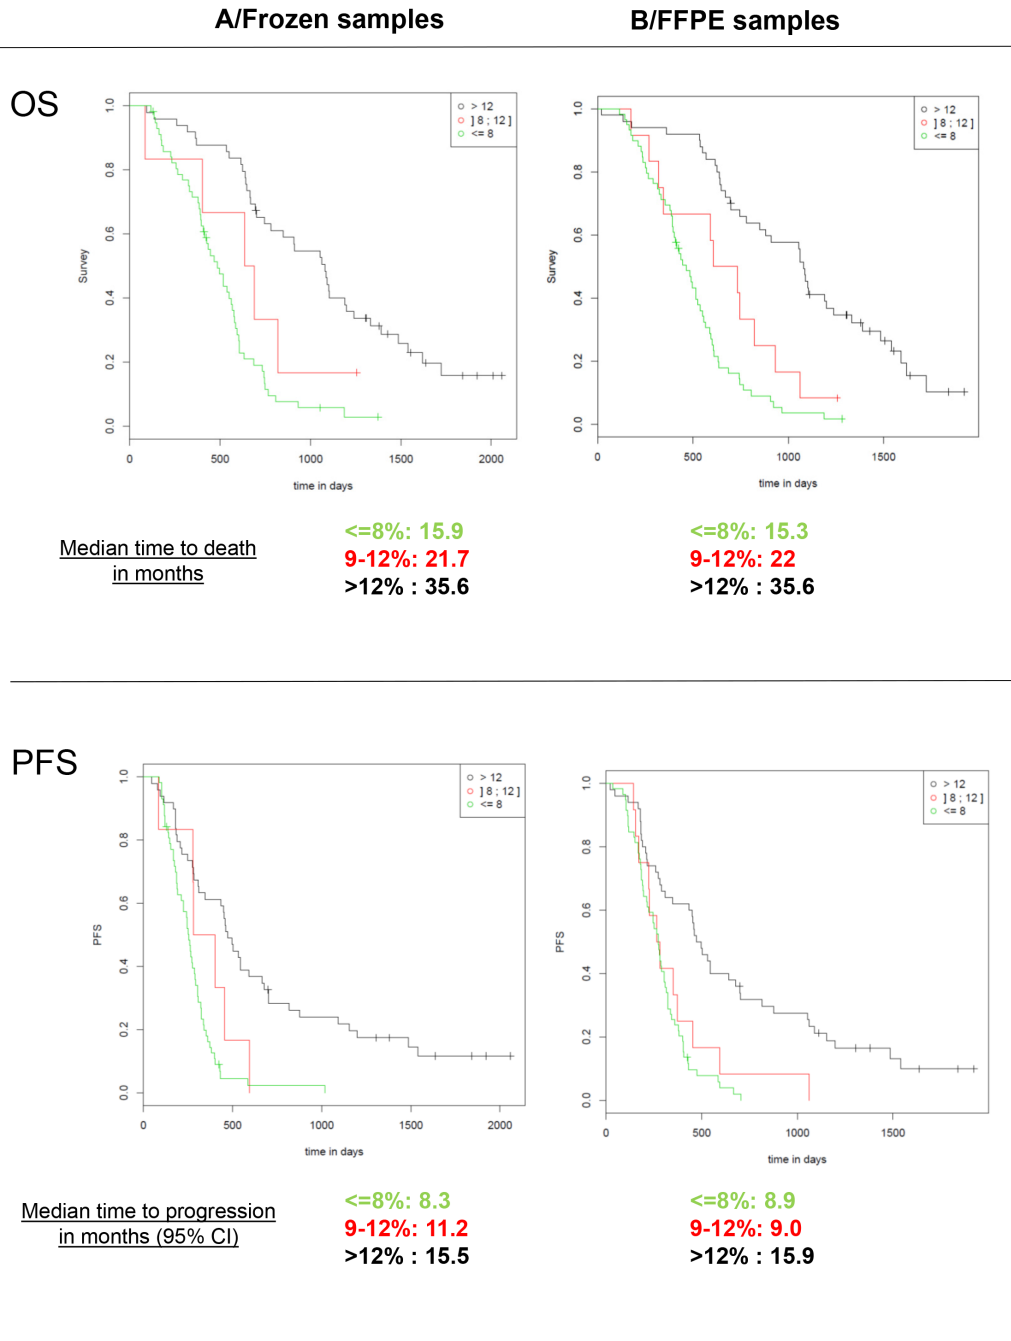 A/Frozen samples
B/FFPE samples
OS
1.0
0.8
0.6
0.4
0.2
0.0
Survey
> 12
] 8 ; 12 ]
<= 8
0 500 1000 1500 2000
time in days
1.0
0.8
0.6
0.4
0.2
0.0
Survey
> 12
] 8 ; 12 ]
<= 8
0 500 1000 1500
time in days
Median time to death
in months
<=8%: 15.9
9-12%: 21.7
>12% : 35.6
<=8%: 15.3
9-12%: 22
>12% : 35.6
PFS
1.0
0.8
0.6
0.4
0.2
0.0
PFS
> 12
] 8 ; 12 ]
<= 8
0 500 1000 1500 2000
time in days
1.0
0.8
0.6
0.4
0.2
0.0
PFS
> 12
] 8 ; 12 ]
<= 8
0 500 1000 1500
time in days
Median time to progression
in months (95% CI)
<=8%: 8.3
9-12%: 11.2
>12% : 15.5
<=8%: 8.9
9-12%: 9.0
>12% : 15.9